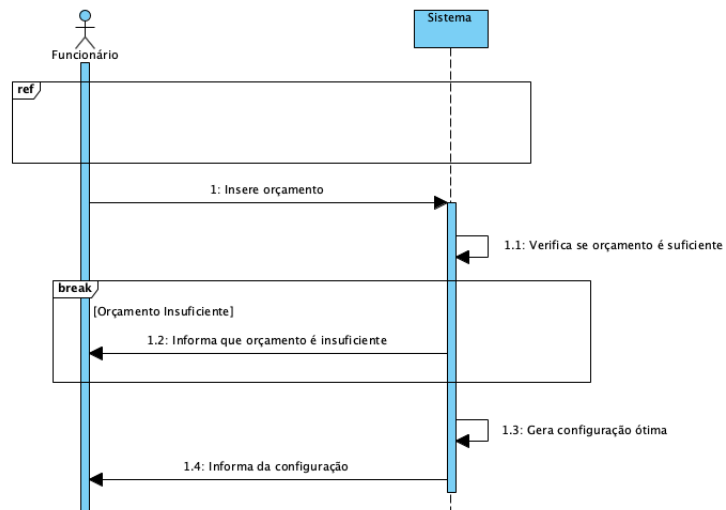 Sistema
Funcionário
ref
1: Insere orçamento
1.1: Verifica se orçamento é suficiente
break
[Orçamento Insuficiente]
1.2: Informa que orçamento é insuficiente
1.3: Gera configuração ótima
1.4: Informa da configuração